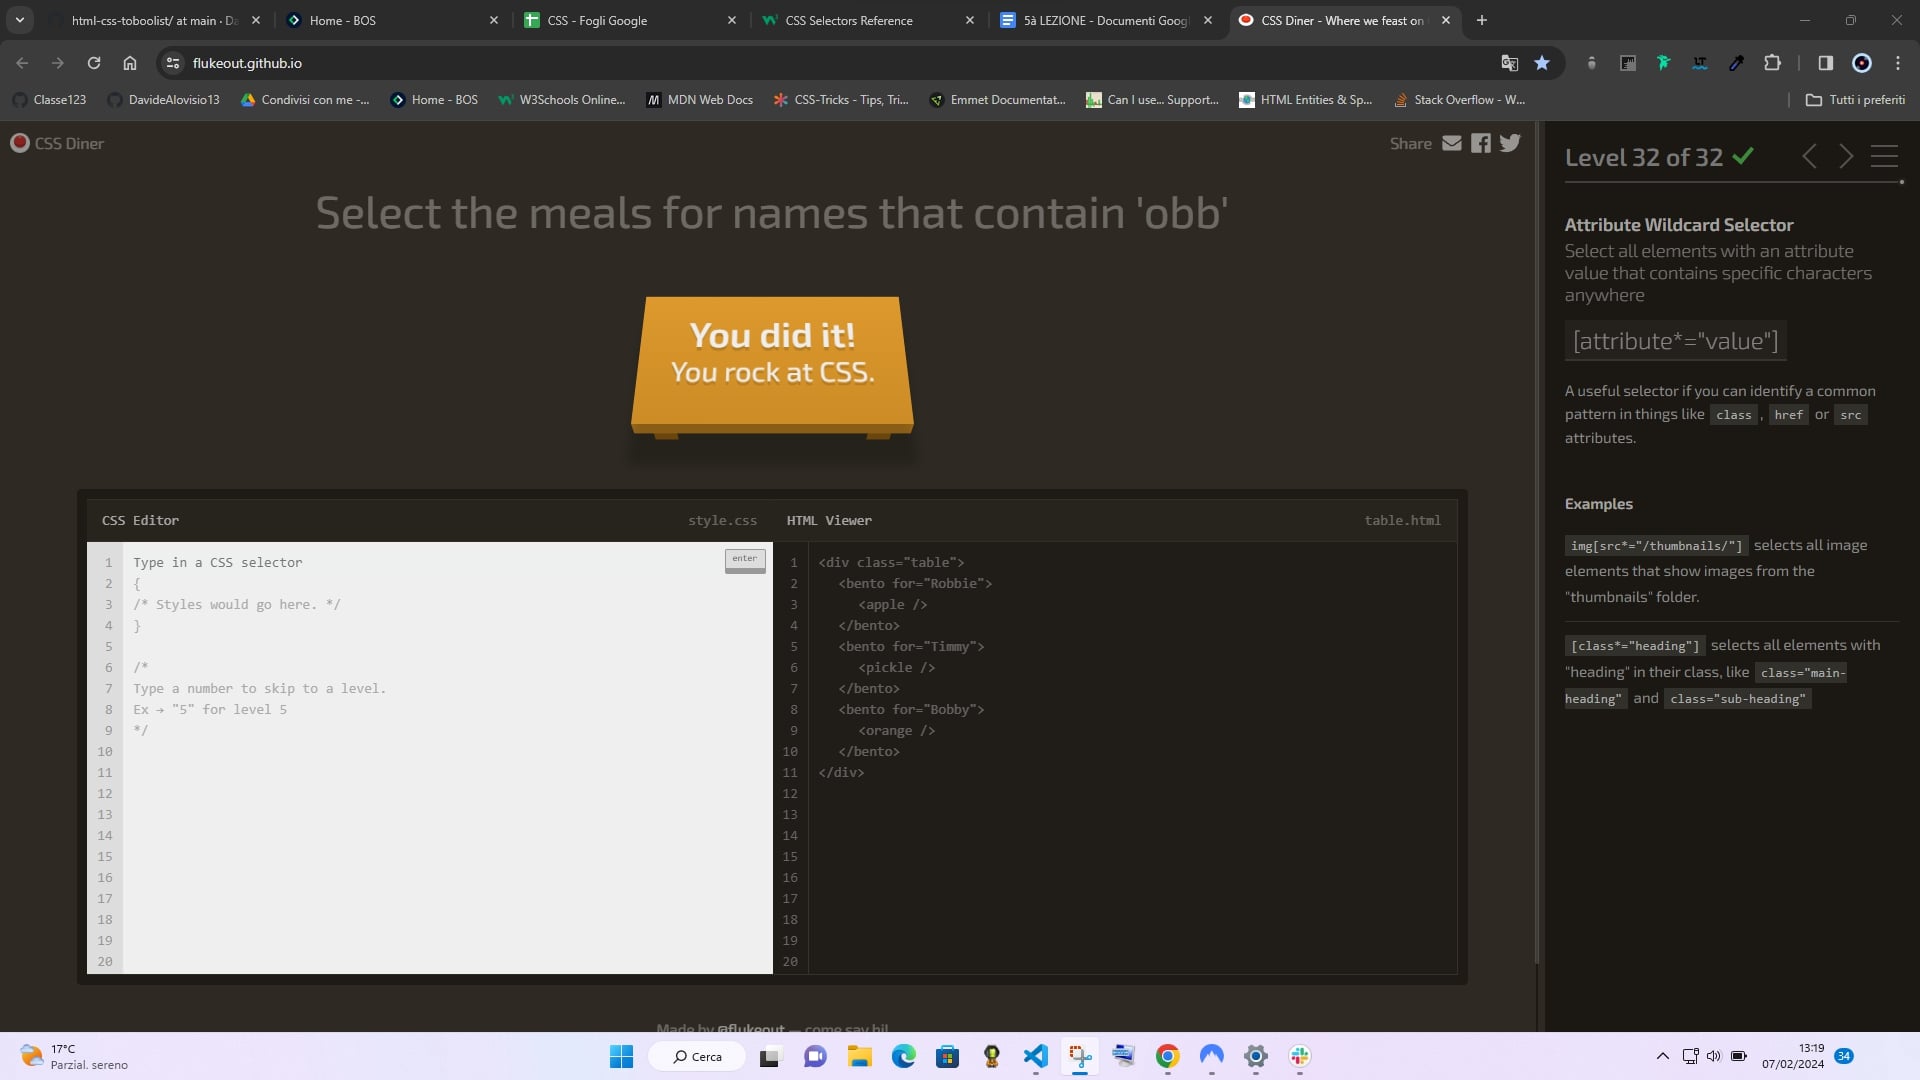 html-css-toboolist/ at main · Da
Home - BOS
CSS - Fogli Google
CSS Selectors Reference
5à LEZIONE - Documenti Goog
CSS Diner - Where we feast on
flukeout.github.io
Classe123
DavideAlovisio13
Condivisi con me -...
Home - BOS
W3Schools Online...
MDN Web Docs
CSS-Tricks - Tips, Tri...
Emmet Documentat...
Can I use... Support...
HTML Entities & Sp...
Stack Overflow - W...
Tutti i preferiti
CSS Diner
Share
Select the meals for names that contain 'obb'
You did it!
You rock at CSS.
CSS Editor
style.css
1 Type in a CSS selector
enter
2 {
3 /* Styles would go here. */
4 }
5
6 /*
7 Type a number to skip to a level.
8 Ex → "5" for level 5
9 */
10
11
12
13
14
15
16
17
18
19
20
HTML Viewer
table.html
1 <div class="table">
2 <bento for="Robbie">
3 <apple />
4 </bento>
5 <bento for="Timmy">
6 <pickle />
7 </bento>
8 <bento for="Bobby">
9 <orange />
10 </bento>
11 </div>
12
13
14
15
16
17
18
19
20
Made by @flukeout — come say hi!
Level 32 of 32
Attribute Wildcard Selector
Select all elements with an attribute
value that contains specific characters
anywhere
[attribute*="value"]
A useful selector if you can identify a common
pattern in things like class, href or src
attributes.
Examples
img[src*="/thumbnails/"] selects all image
elements that show images from the
"thumbnails" folder.
[class*="heading"] selects all elements with
"heading" in their class, like class="main-
heading" and class="sub-heading"
17°C
Parzial. sereno
Cerca
13:19
07/02/2024
34